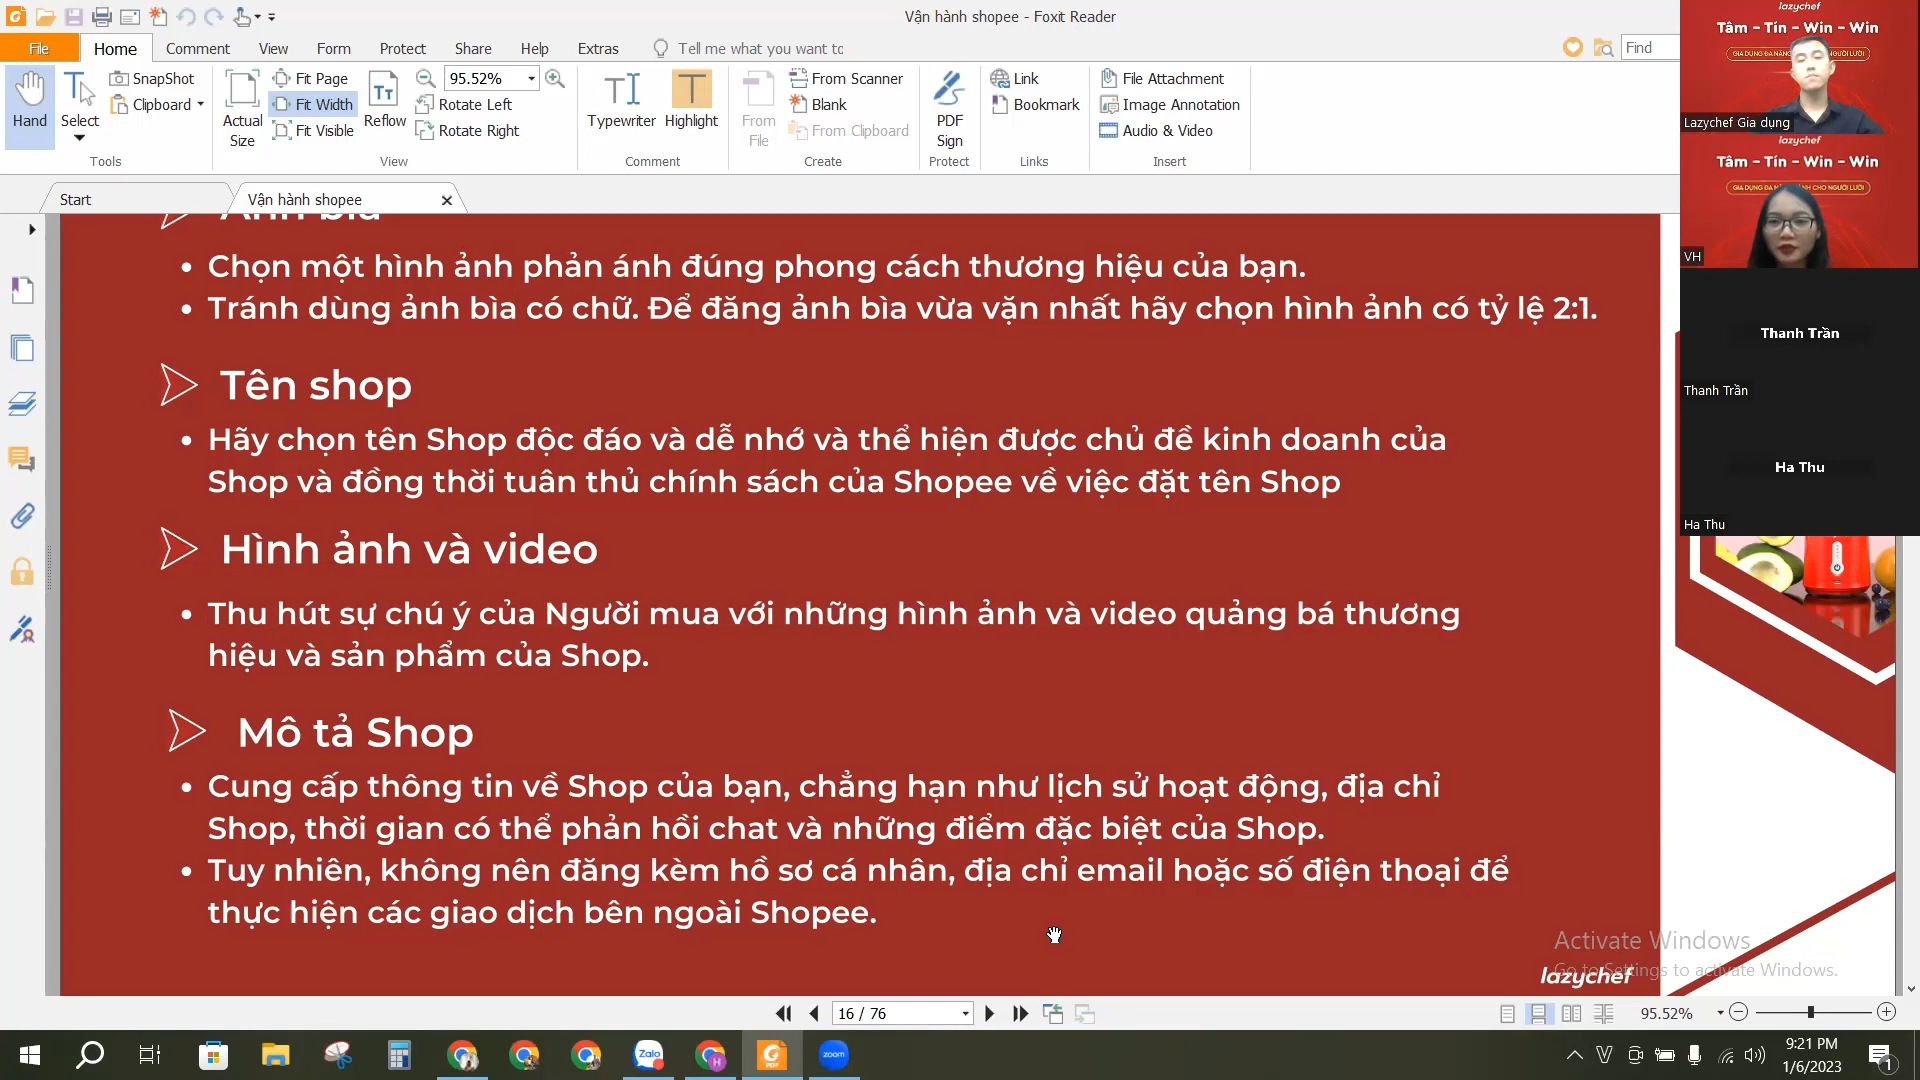 Vận hành shopee - Foxit Reader
File Home Comment View Form Protect Share Help Extras Tell me what you want to
Find
Hand
Select
SnapShot
Clipboard
Tools
Actual Size
Fit Page
Fit Width
Fit Visible
Reflow
95.52%
Rotate Left
Rotate Right
View
Typewriter
Highlight
Comment
From File
From Scanner
Blank
From Clipboard
Create
PDF Sign
Protect
Link
Bookmark
Links
File Attachment
Image Annotation
Audio & Video
Insert
Start
Vận hành shopee
Ảnh bìa
• Chọn một hình ảnh phản ánh đúng phong cách thương hiệu của bạn.
• Tránh dùng ảnh bìa có chữ. Để đăng ảnh bìa vừa vặn nhất hãy chọn hình ảnh có tỷ lệ 2:1.
Tên shop
• Hãy chọn tên Shop độc đáo và dễ nhớ và thể hiện được chủ đề kinh doanh của
Shop và đồng thời tuân thủ chính sách của Shopee về việc đặt tên Shop
Hình ảnh và video
• Thu hút sự chú ý của Người mua với những hình ảnh và video quảng bá thương
hiệu và sản phẩm của Shop.
Mô tả Shop
• Cung cấp thông tin về Shop của bạn, chẳng hạn như lịch sử hoạt động, địa chỉ
Shop, thời gian có thể phản hồi chat và những điểm đặc biệt của Shop.
• Tuy nhiên, không nên đăng kèm hồ sơ cá nhân, địa chỉ email hoặc số điện thoại để
thực hiện các giao dịch bên ngoài Shopee.
lazychef
Activate Windows
Go to Settings to activate Windows.
lazychef
Tâm – Tín – Win – Win
Lazychef Gia dụng
lazychef
Tâm – Tín – Win – Win
VH
Thanh Trần
Thanh Trần
Ha Thu
Ha Thu
16 / 76
95.52%
Zalo
H
PDF
zoom
9:21 PM
1/6/2023
1